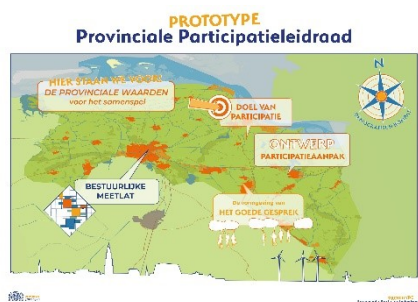 PROTOTYPE
Provinciale Participatieleidraad
HIER STAAN WE VOOR!
DE PROVINCIALE WAARDEN
voor het samenspel
DOEL VAN
PARTICIPATIE
ONTWERP
PARTICIPATIEAANPAK
BESTUURLIJKE
MEETLAT
HET GOEDE GESPREK